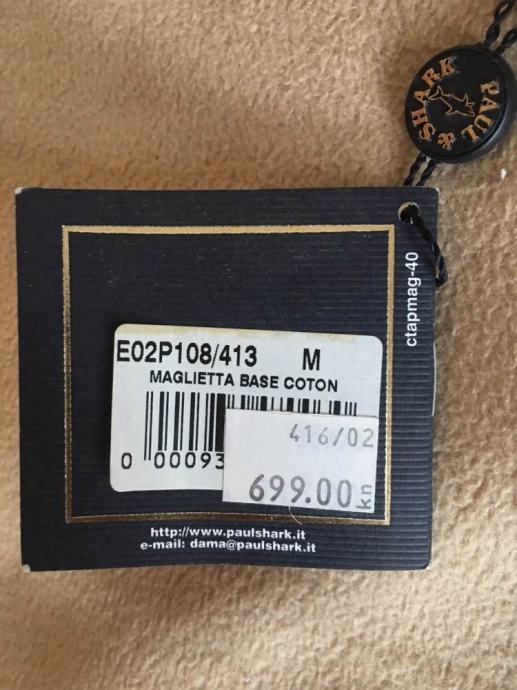 PAUL & SHARK
ctapmag-40
E02P108/413 M
MAGLIETTA BASE COTON
416/02
0 00093
699.00 kn
http://www.paulshark.it
e-mail: dama@paulshark.it